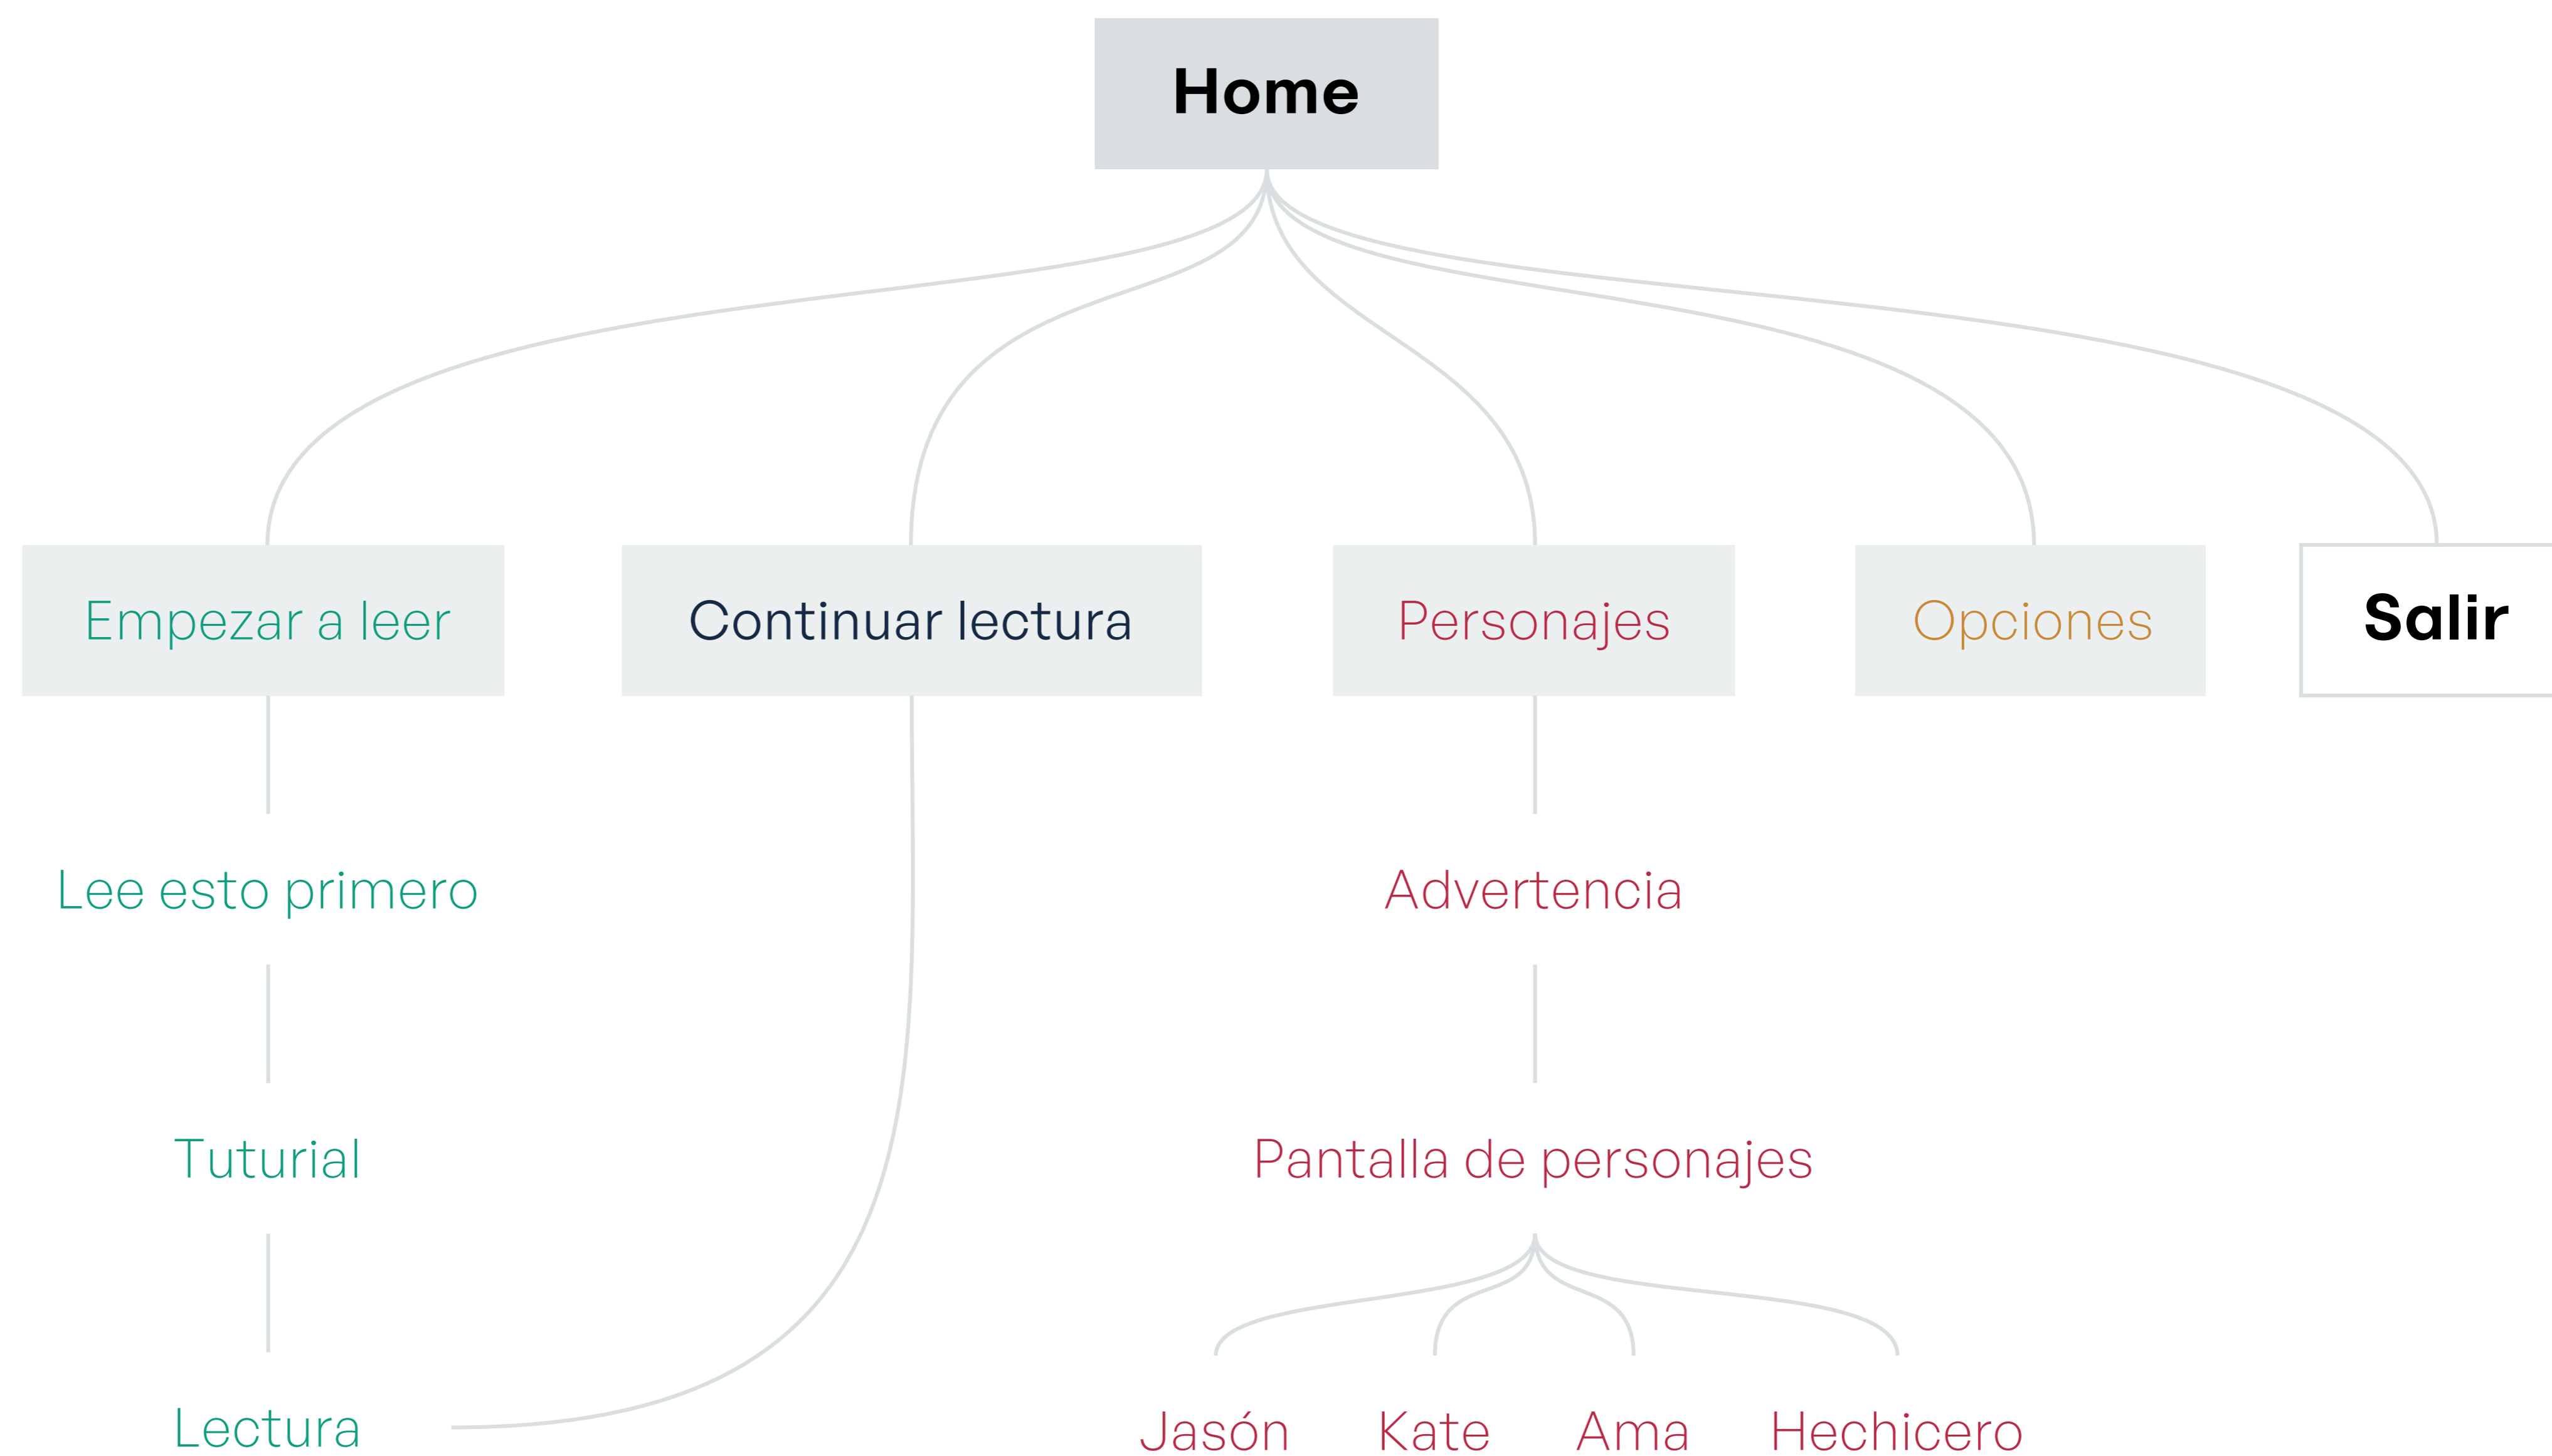 Home
Empezar a leer
Continuar lectura
Personajes
Opciones
Salir
Lee esto primero
Advertencia
Tuturial
Pantalla de personajes
Lectura
Jasón
Kate
Ama
Hechicero